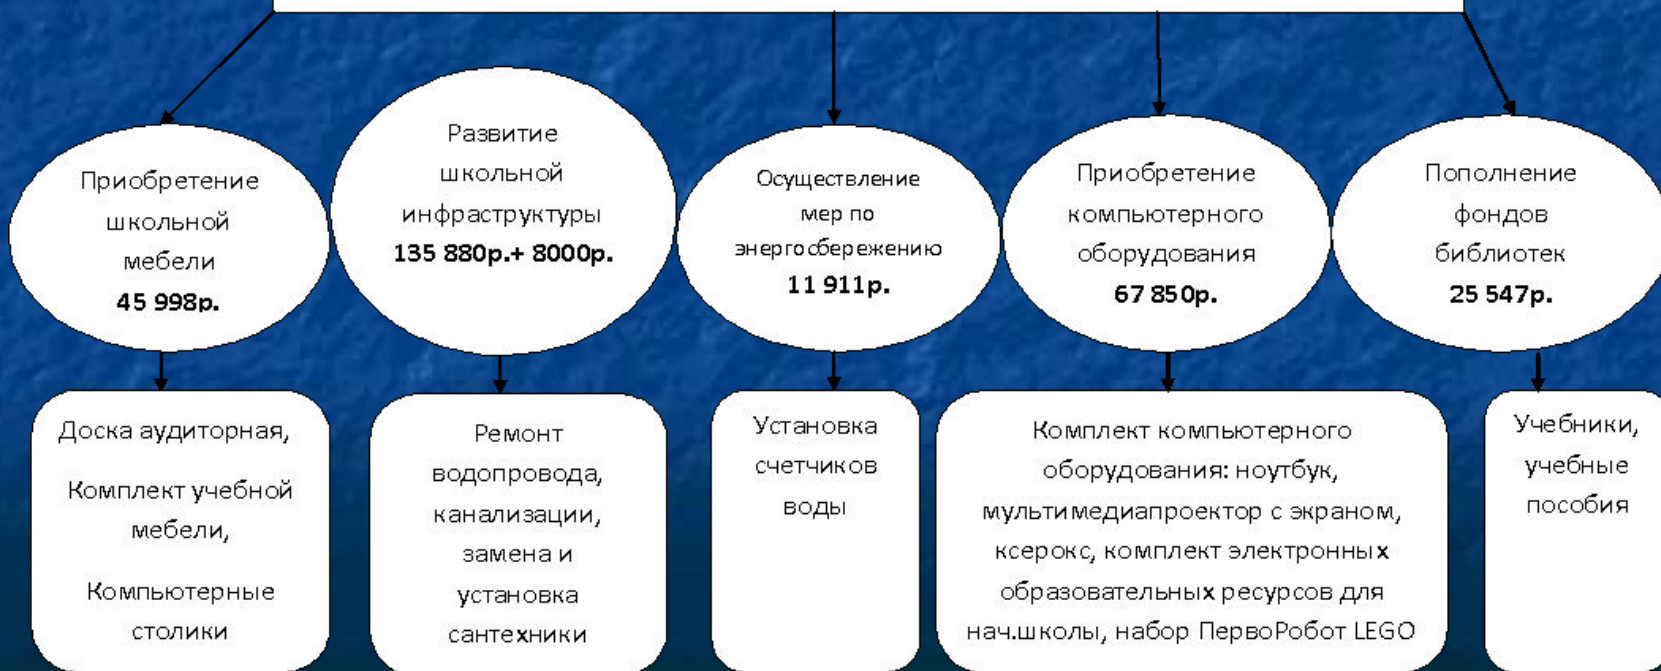 Приобретение
школьной
мебели
45 998р.
Развитие
школьной
инфраструктуры
135 880р.+ 8000р.
Осуществление
мер по
энергосбережению
11 911р.
Приобретение
компьютерного
оборудования
67 850р.
Пополнение
фондов
библиотек
25 547р.
Доска аудиторная,
Комплект учебной
мебели,
Компьютерные
столики
Ремонт
водопровода,
канализации,
замена и
установка
сантехники
Установка
счетчиков
воды
Комплект компьютерного
оборудования: ноутбук,
мультимедиапроектор с экраном,
ксерокс, комплект электронных
образовательных ресурсов для
нач.школы, набор ПервоРобот LEGO
Учебники,
учебные
пособия